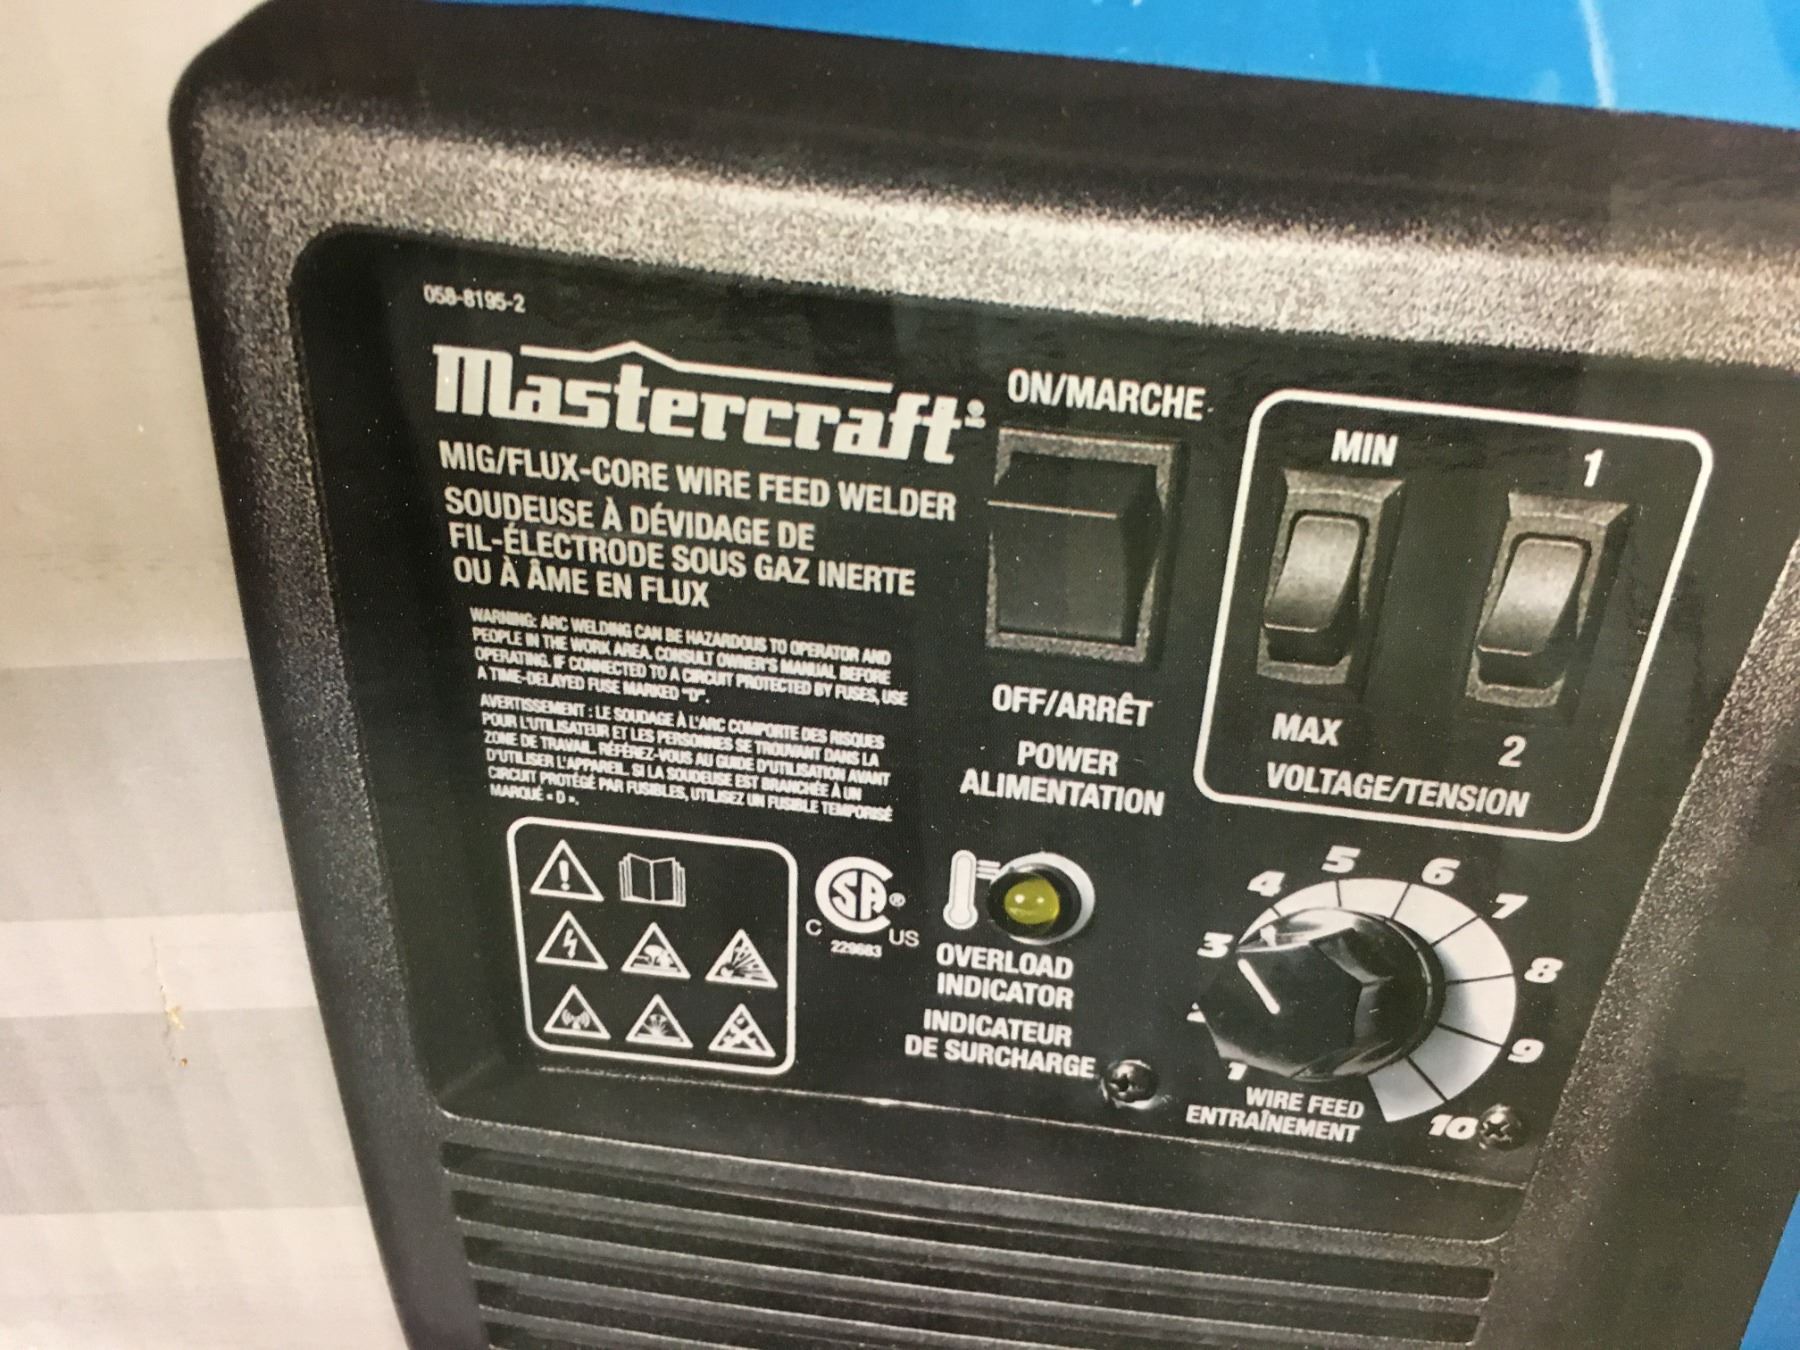 058-8195-2
Mastercraft®
MIG/FLUX-CORE WIRE FEED WELDER
SOUDEUSE À DÉVIDAGE DE
FIL-ÉLECTRODE SOUS GAZ INERTE
OU À ÂME EN FLUX
WARNING: ARC WELDING CAN BE HAZARDOUS TO OPERATOR AND
PEOPLE IN THE WORK AREA. CONSULT OWNER'S MANUAL BEFORE
OPERATING. IF CONNECTED TO A CIRCUIT PROTECTED BY FUSES, USE
A TIME-DELAYED FUSE MARKED "D".
AVERTISSEMENT : LE SOUDAGE À L'ARC COMPORTE DES RISQUES
POUR L'UTILISATEUR ET LES PERSONNES SE TROUVANT DANS LA
ZONE DE TRAVAIL. RÉFÉREZ-VOUS AU GUIDE D'UTILISATION AVANT
D'UTILISER L'APPAREIL. SI LA SOUDEUSE EST BRANCHÉE À UN
CIRCUIT PROTÉGÉ PAR FUSIBLES, UTILISEZ UN FUSIBLE TEMPORISÉ
MARQUÉ « D ».
ON/MARCHE
OFF/ARRÊT
POWER
ALIMENTATION
MIN
1
MAX
2
VOLTAGE/TENSION
C SA® US
229683
OVERLOAD
INDICATOR
INDICATEUR
DE SURCHARGE
1
2
3
4
5
6
7
8
9
10
WIRE FEED
ENTRAÎNEMENT